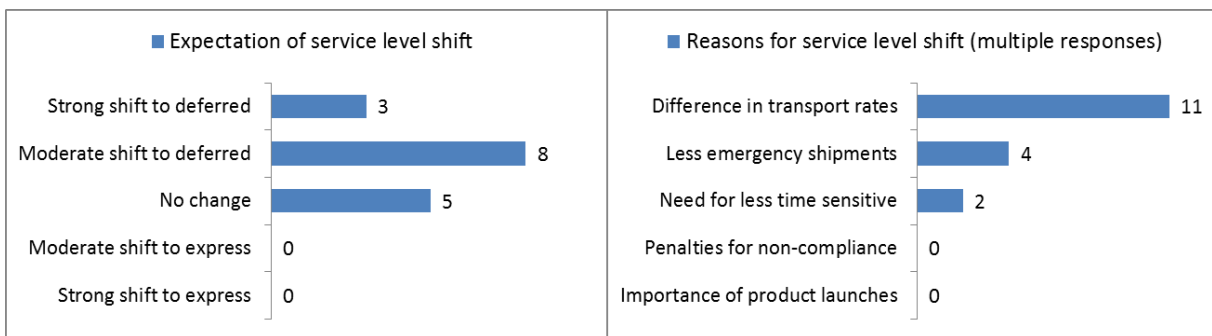 Expectation of service level shift
Strong shift to deferred 3
Moderate shift to deferred 8
No change 5
Moderate shift to express 0
Strong shift to express 0
Reasons for service level shift (multiple responses)
Difference in transport rates 11
Less emergency shipments 4
Need for less time sensitive 2
Penalties for non-compliance 0
Importance of product launches 0